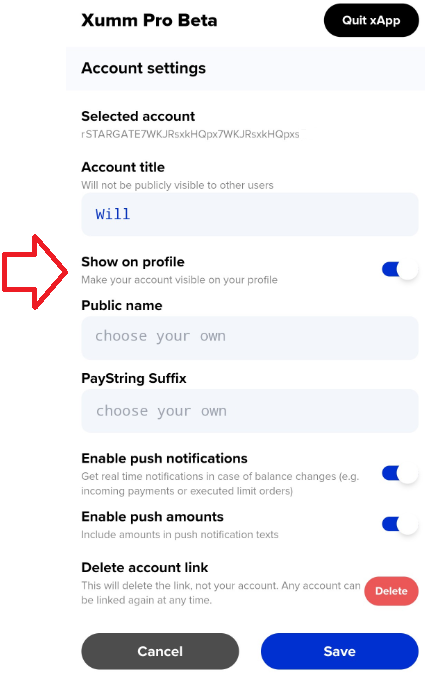 Xumm Pro Beta
Quit xApp
Account settings
Selected account
rSTARGATE7WKJRsxkHQpx7WKJRsxkHQpxs
Account title
Will not be publicly visible to other users
Will
Show on profile
Make your account visible on your profile
Public name
choose your own
PayString Suffix
choose your own
Enable push notifications
Get real time notifications in case of balance changes (e.g.
incoming payments or executed limit orders)
Enable push amounts
Include amounts in push notification texts
Delete account link
This will delete the link, not your account. Any account can
be linked again at any time.
Delete
Cancel
Save